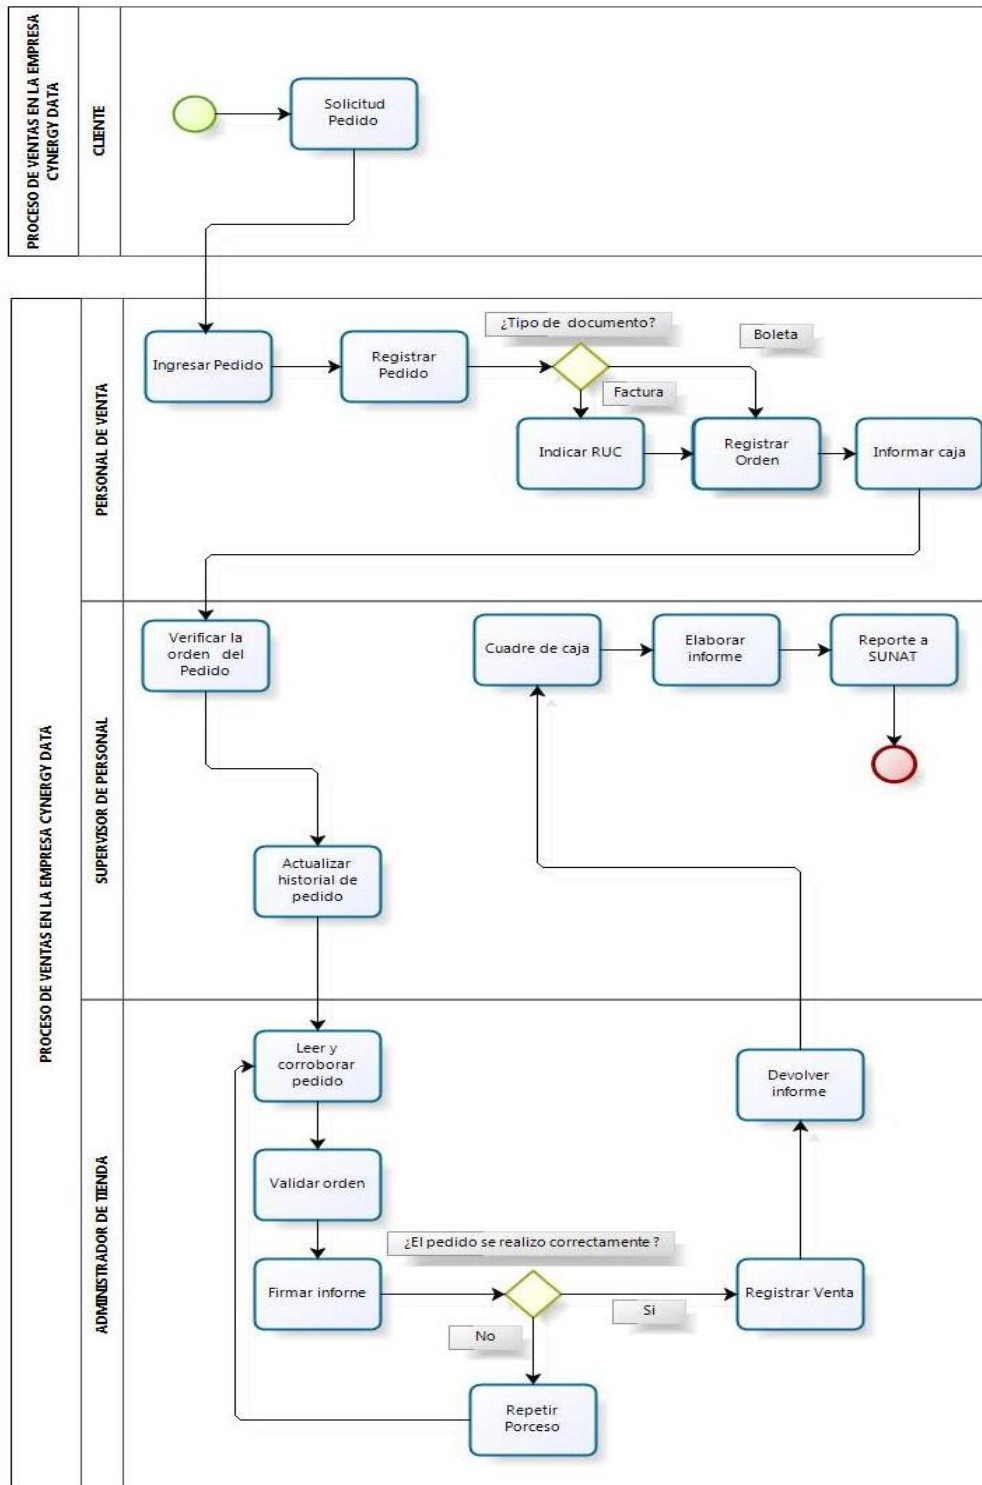 PROCESO DE VENTAS EN LA EMPRESA
CYNERGY DATA
CLIENTE
Solicitud
Pedido
PROCESO DE VENTAS EN LA EMPRESA CYNERGY DATA
PERSONAL DE VENTA
¿Tipo de documento?
Boleta
Ingresar Pedido
Registrar
Pedido
Factura
Indicar RUC
Registrar
Orden
Informar caja
SUPERVISOR DE PERSONAL
Verificar la
orden del
Pedido
Cuadre de caja
Elaborar
informe
Reporte a
SUNAT
Actualizar
historial de
pedido
ADMINISTRADOR DE TIENDA
Leer y
corroborar
pedido
Devolver
informe
Validar orden
¿El pedido se realizo correctamente?
Firmar informe
Registrar Venta
Si
No
Repetir
Porceso